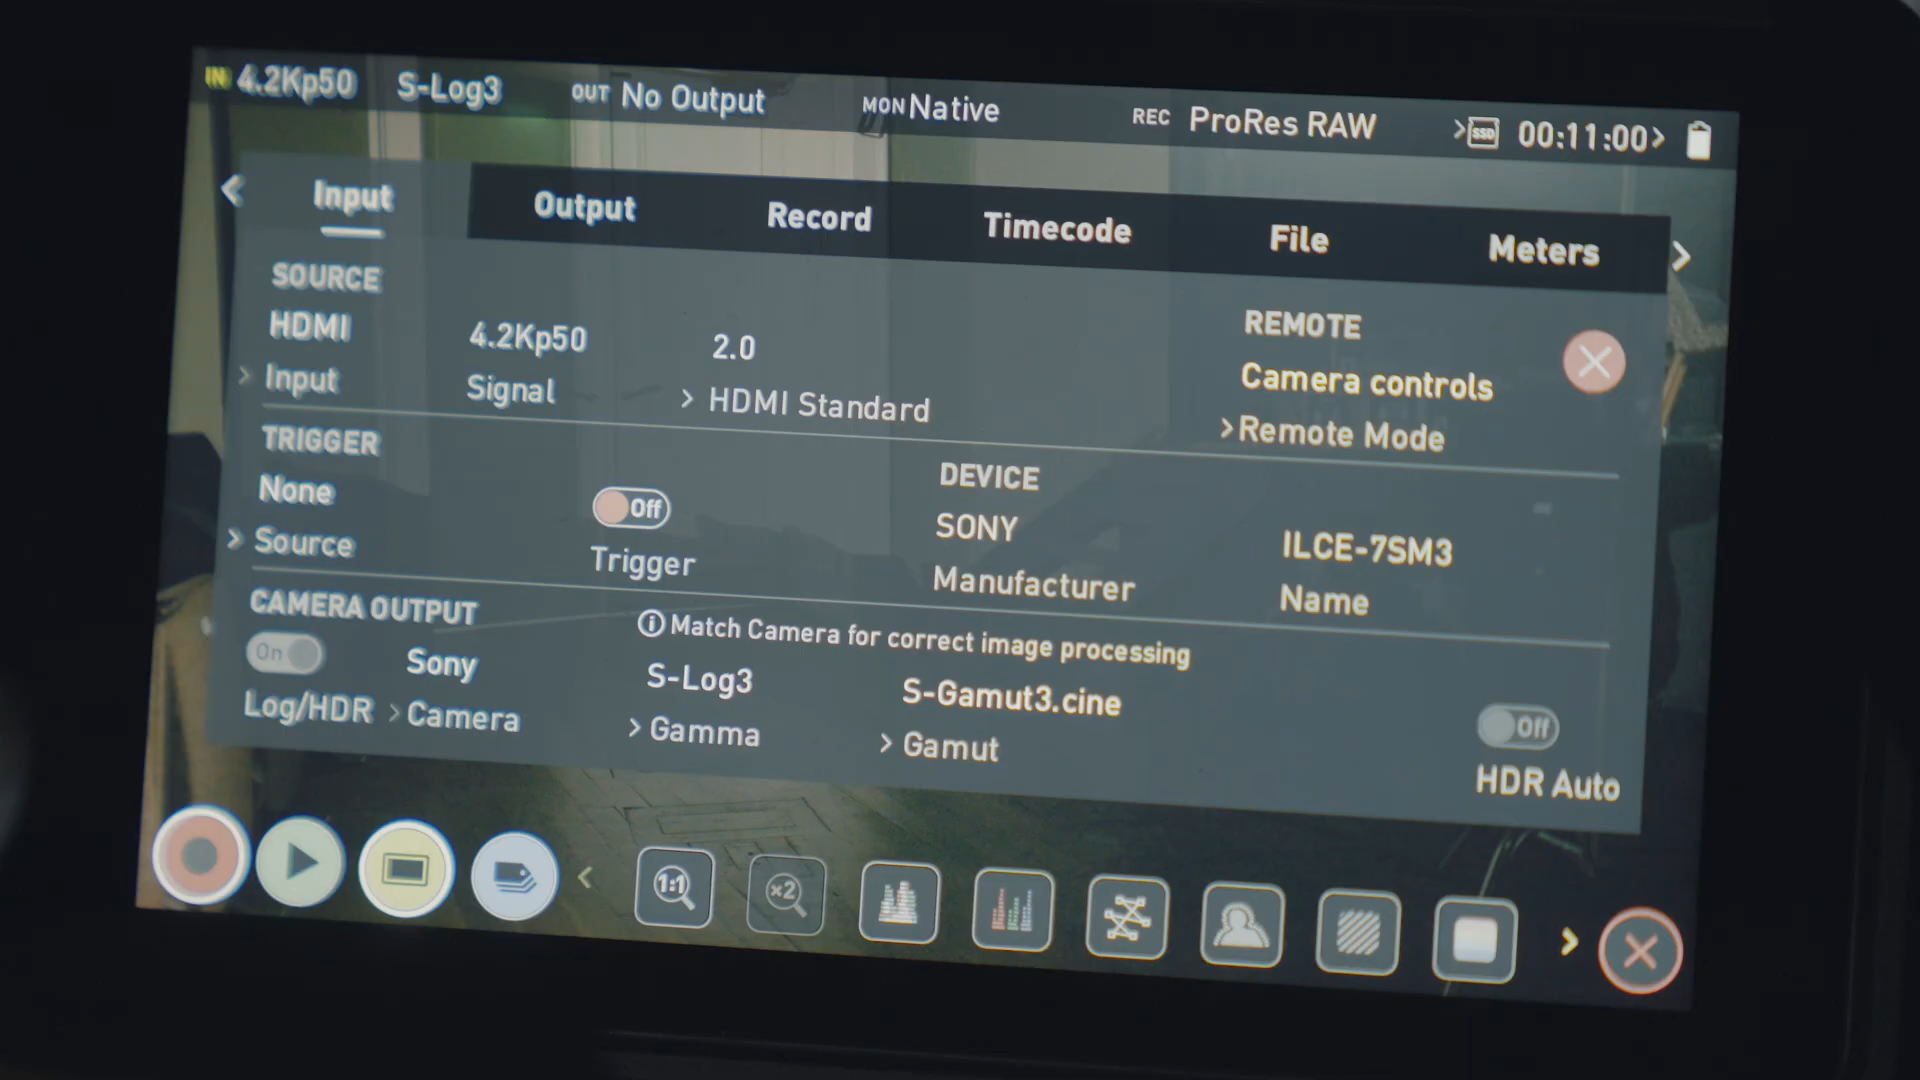 IN 4.2Kp50 S-Log3 OUT No Output MON Native REC ProRes RAW SSD 00:11:00
Input Output Record Timecode File Meters
SOURCE
HDMI 4.2Kp50 2.0
Input Signal HDMI Standard
REMOTE
Camera controls
Remote Mode
TRIGGER
None Off
Source Trigger
DEVICE
SONY ILCE-7SM3
Manufacturer Name
CAMERA OUTPUT
Match Camera for correct image processing
On Sony S-Log3 S-Gamut3.cine Off
Log/HDR Camera Gamma Gamut HDR Auto
1:1 x2